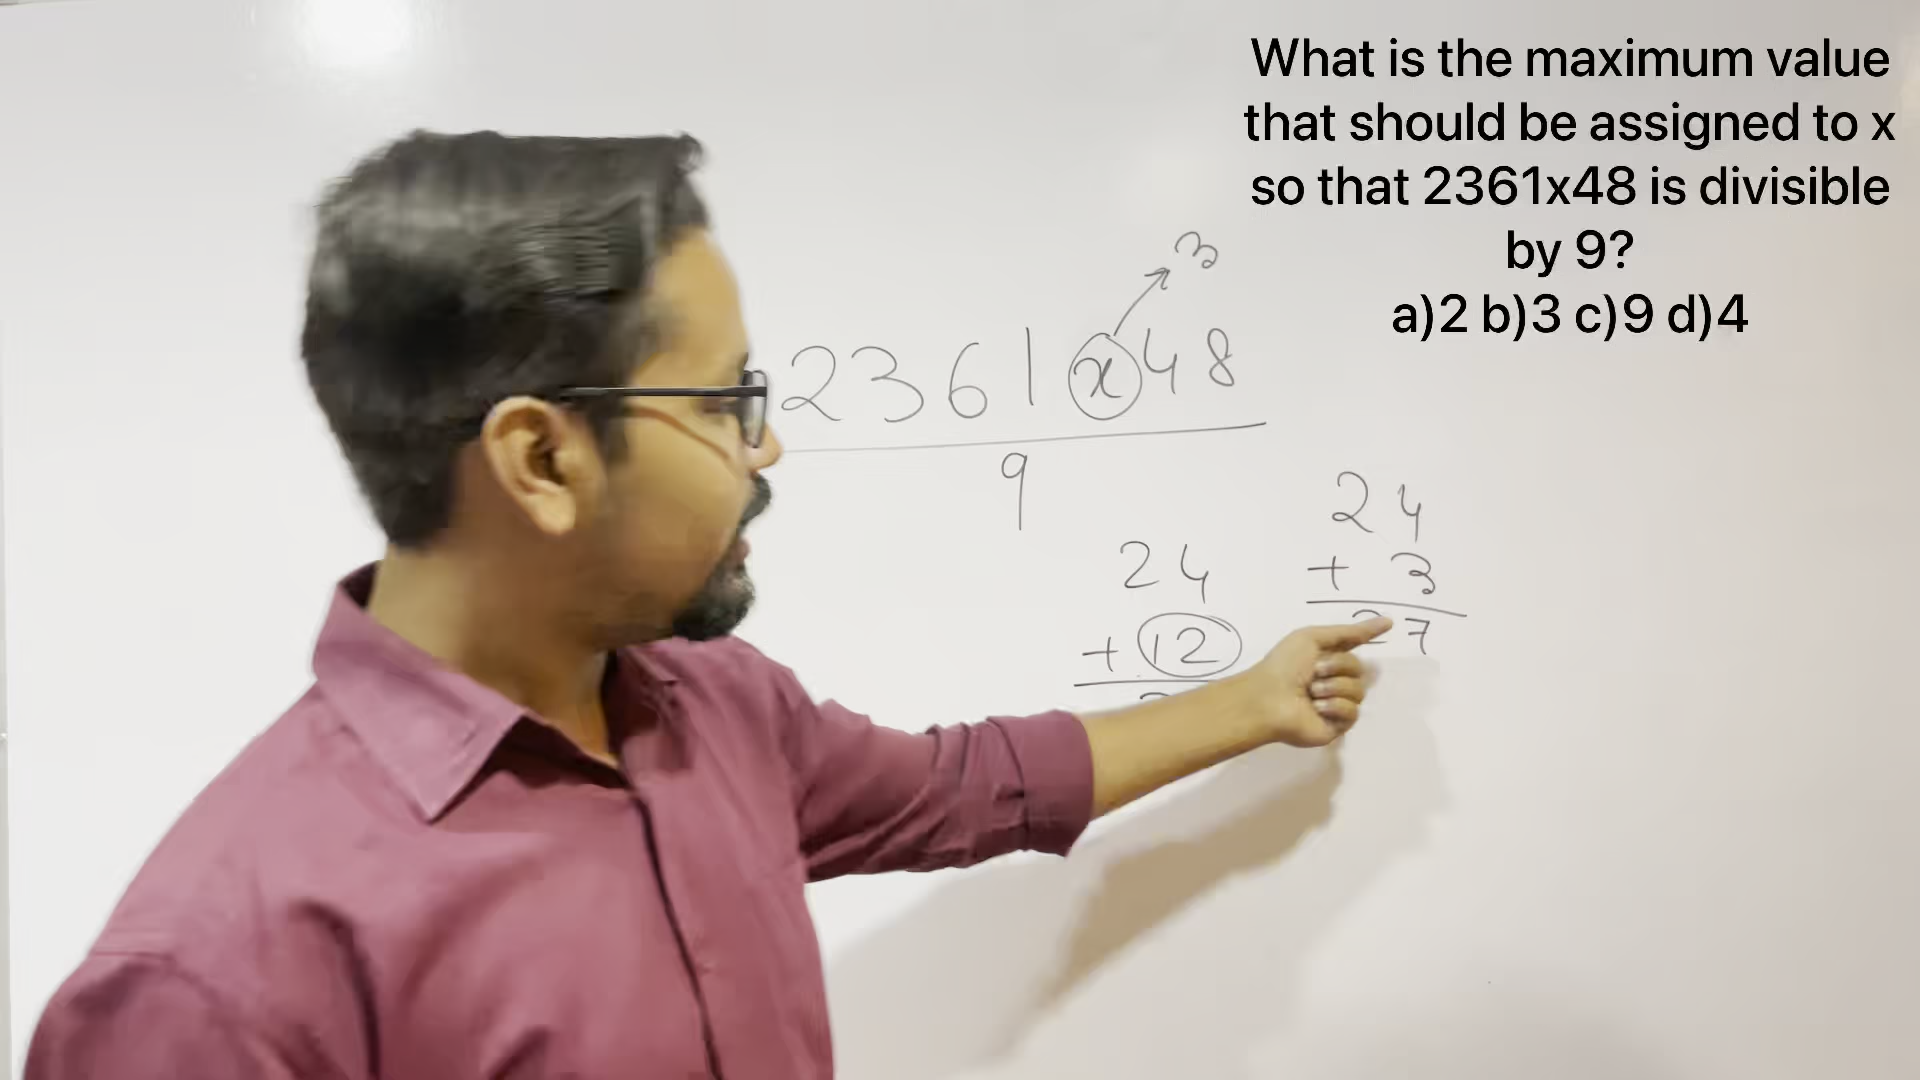 What is the maximum value
that should be assigned to x
so that 2361x48 is divisible
by 9?
a)2 b)3 c)9 d)4
3
2361x48
9
24
+ 12
24
+ 3
27